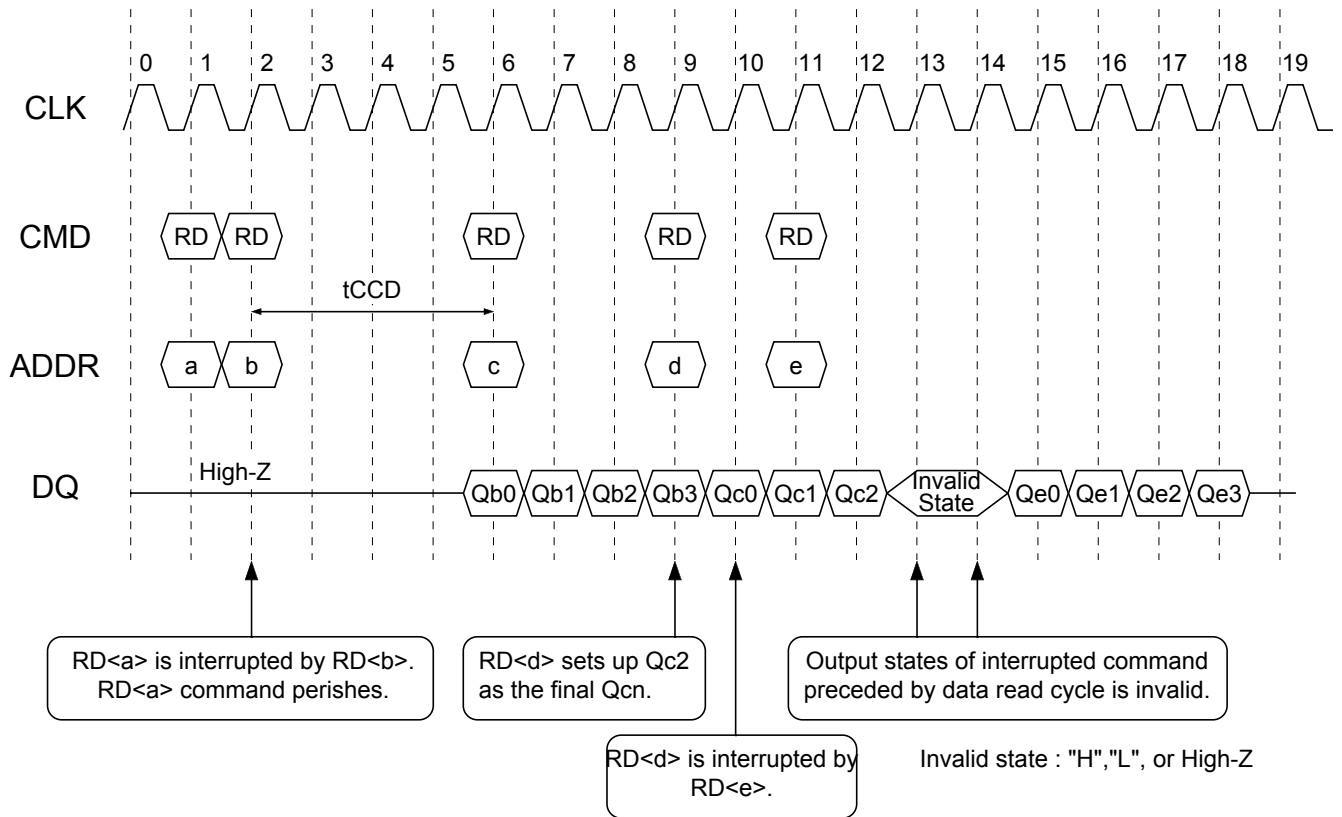 0 1 2 3 4 5 6 7 8 9 10 11 12 13 14 15 16 17 18 19
CLK
CMD RD RD RD RD RD
tCCD
ADDR a b c d e
High-Z
DQ Qb0 Qb1 Qb2 Qb3 Qc0 Qc1 Qc2 Invalid State Qe0 Qe1 Qe2 Qe3
RD<a> is interrupted by RD<b>.
RD<a> command perishes.
RD<d> sets up Qc2
as the final Qcn.
Output states of interrupted command
preceded by data read cycle is invalid.
RD<d> is interrupted by
RD<e>.
Invalid state : "H","L", or High-Z